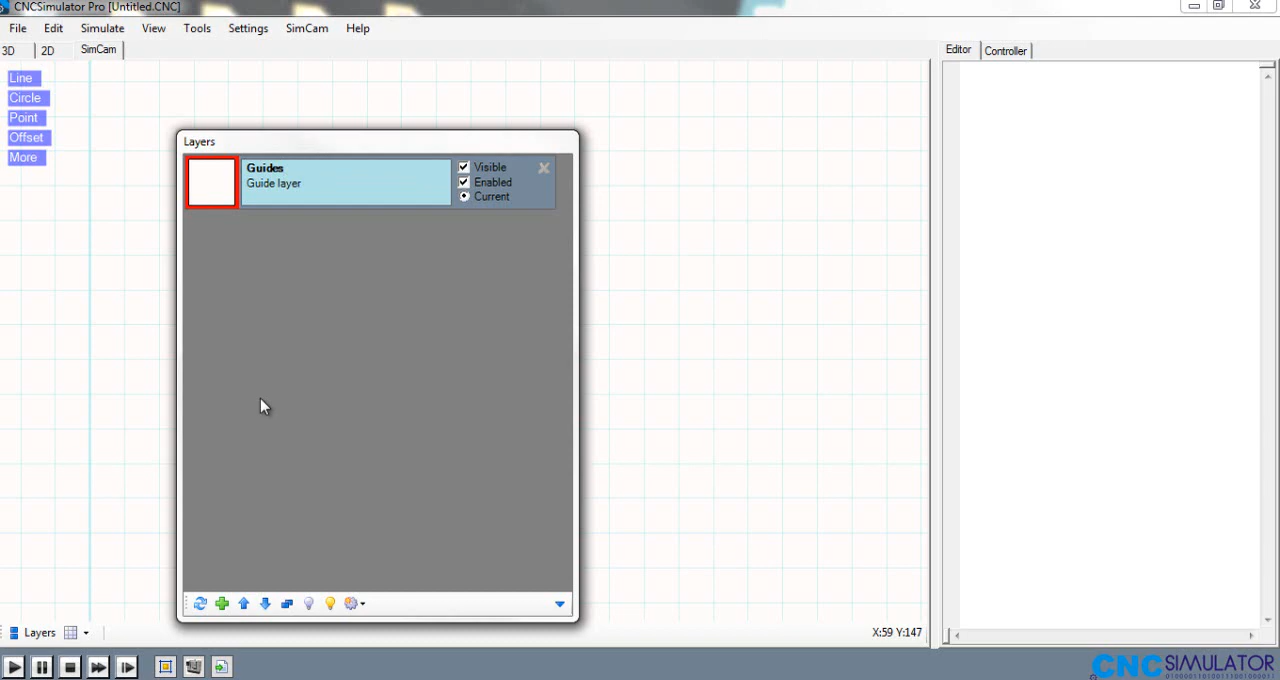 CNCSimulator Pro [Untitled.CNC]
File Edit Simulate View Tools Settings SimCam Help
3D 2D SimCam
Editor Controller
Line
Circle
Point
Offset
More
Layers
Guides
Guide layer
Visible
Enabled
Current
Layers
X:59 Y:147
CNCSIMULATOR